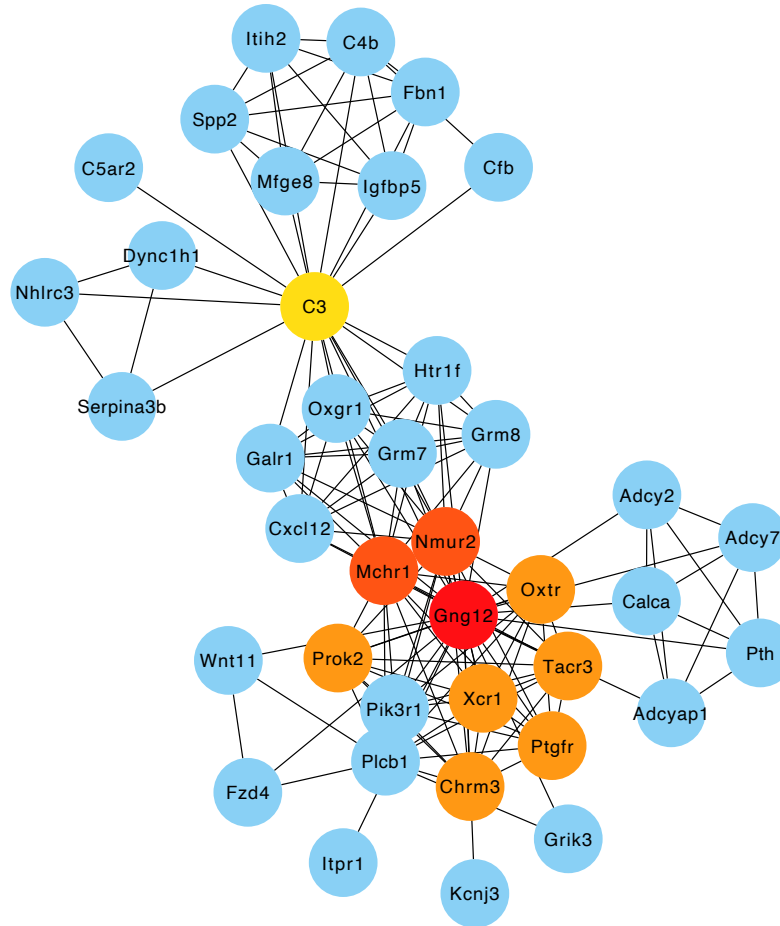 Itih2
C4b
Fbn1
Spp2
C5ar2
Mfge8
Igfbp5
Cfb
Dync1h1
Nhlrc3
C3
Htr1f
Serpina3b
Oxgr1
Grm8
Galr1
Grm7
Adcy2
Cxcl12
Nmur2
Adcy7
Mchr1
Oxtr
Calca
Gng12
Wnt11
Prok2
Tacr3
Pth
Pik3r1
Xcr1
Adcyap1
Ptgfr
Plcb1
Fzd4
Chrm3
Grik3
Itpr1
Kcnj3